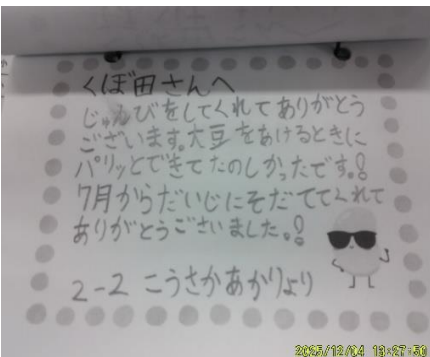 くぼ田さんへ
じゅんびをしてくれてありがとう
ございます。大豆をあけるときに
パリッとできてたのしかったです。!
7月からだいじにそだててくれて
ありがとうございました。!
2-2 こうさかあかりより
2025/12/04 13:27:50